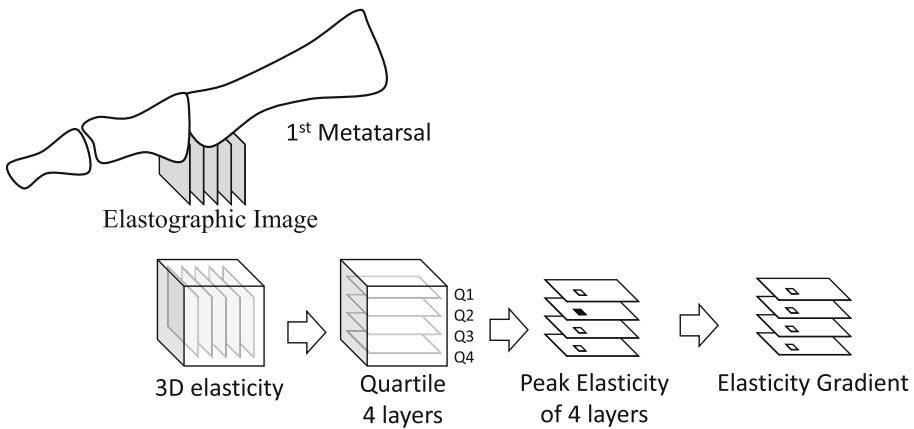 1st Metatarsal
Elastographic Image
Q1
Q2
Q3
Q4
3D elasticity
Quartile
4 layers
Peak Elasticity
of 4 layers
Elasticity Gradient